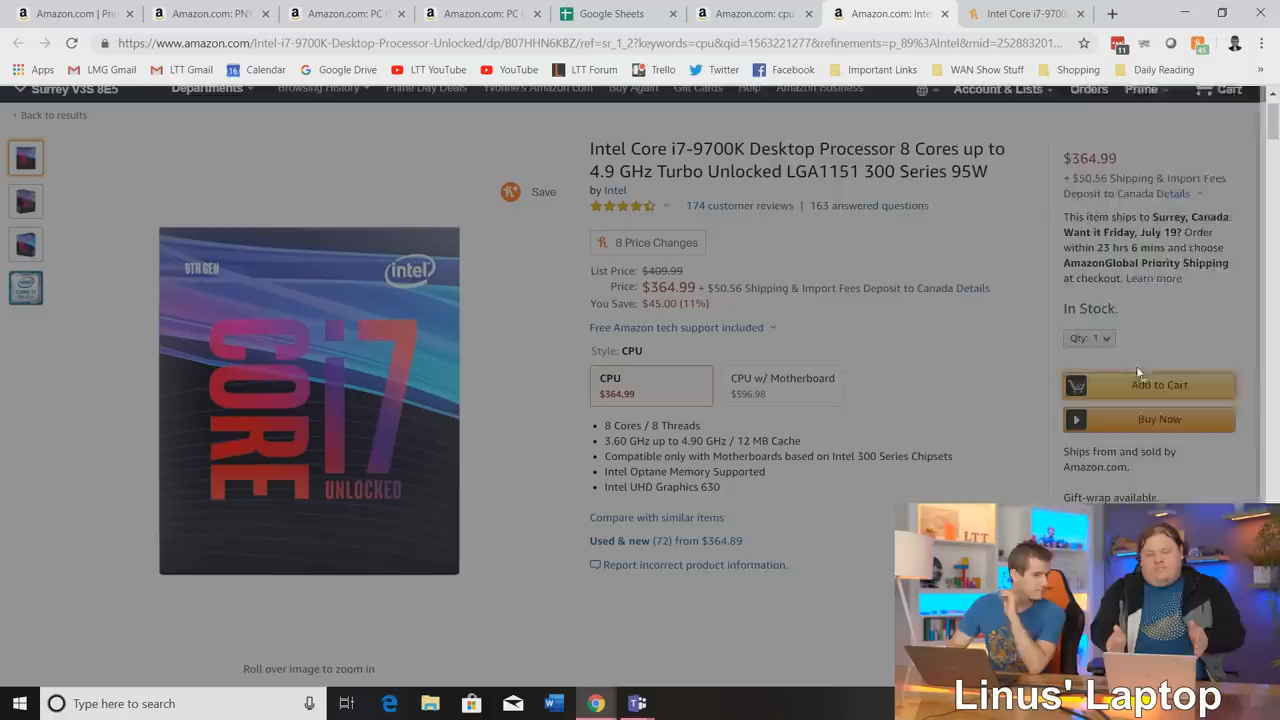 Amazon.com | Pri
Amazon.com: PNY
Amazon.com: PC C
Amazon.com: PC C
Google Sheets
Amazon.com: cpu
Amazon.com: Inte
Intel Core i7-9700
https://www.amazon.com/Intel-i7-9700K-Desktop-Processor-Unlocked/dp/B07HHN6KBZ/ref=sr_1_2?keywords=cpu&qid=1563221277&refinements=p_89%3AIntel&rnid=252883201...
11
45
Apps
LMG Gmail
LTT Gmail
16 Calendar
Google Drive
LTT YouTube
YouTube
LTT Forum
Trello
Twitter
Facebook
Important Links
WAN Show Stuff
Shopping
Daily Reading
Surrey V3S 8E5
Departments
Browsing History
Prime Day Deals
Yvonne's Amazon.com
Buy Again
Gift Cards
Help
Amazon Business
Account & Lists
Orders
Prime
Cart
Back to results
Save
9TH GEN
intel
CORE
i7
UNLOCKED
Roll over image to zoom in
Intel Core i7-9700K Desktop Processor 8 Cores up to
4.9 GHz Turbo Unlocked LGA1151 300 Series 95W
by Intel
174 customer reviews | 163 answered questions
8 Price Changes
List Price: $409.99
Price: $364.99 + $50.56 Shipping & Import Fees Deposit to Canada Details
You Save: $45.00 (11%)
Free Amazon tech support included
Style: CPU
CPU
$364.99
CPU w/ Motherboard
$596.98
8 Cores / 8 Threads
3.60 GHz up to 4.90 GHz / 12 MB Cache
Compatible only with Motherboards based on Intel 300 Series Chipsets
Intel Optane Memory Supported
Intel UHD Graphics 630
Compare with similar items
Used & new (72) from $364.89
Report incorrect product information.
$364.99
+ $50.56 Shipping & Import Fees
Deposit to Canada Details
This item ships to Surrey, Canada.
Want it Friday, July 19? Order
within 23 hrs 6 mins and choose
AmazonGlobal Priority Shipping
at checkout. Learn more
In Stock.
Qty: 1
Add to Cart
Buy Now
Ships from and sold by
Amazon.com.
Gift-wrap available.
LTT
Linus' Laptop
Type here to search